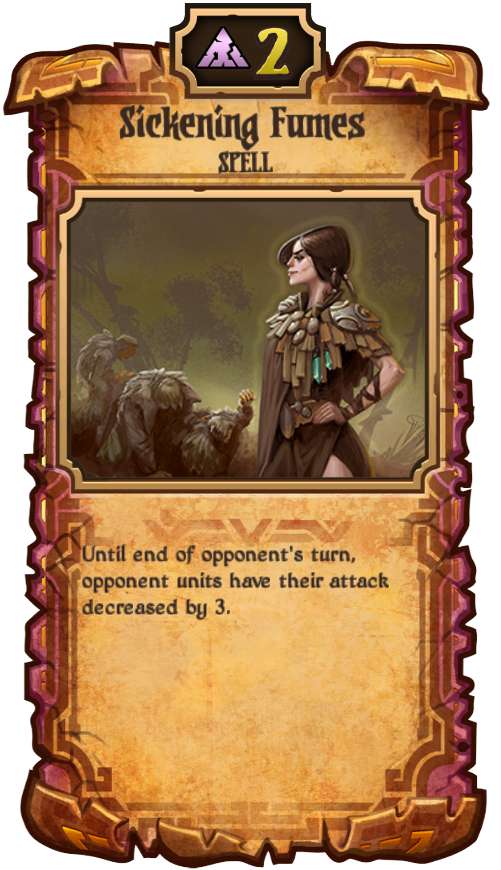 2
Sickening Fumes
SPELL
Until end of opponent's turn,
opponent units have their attack
decreased by 3.